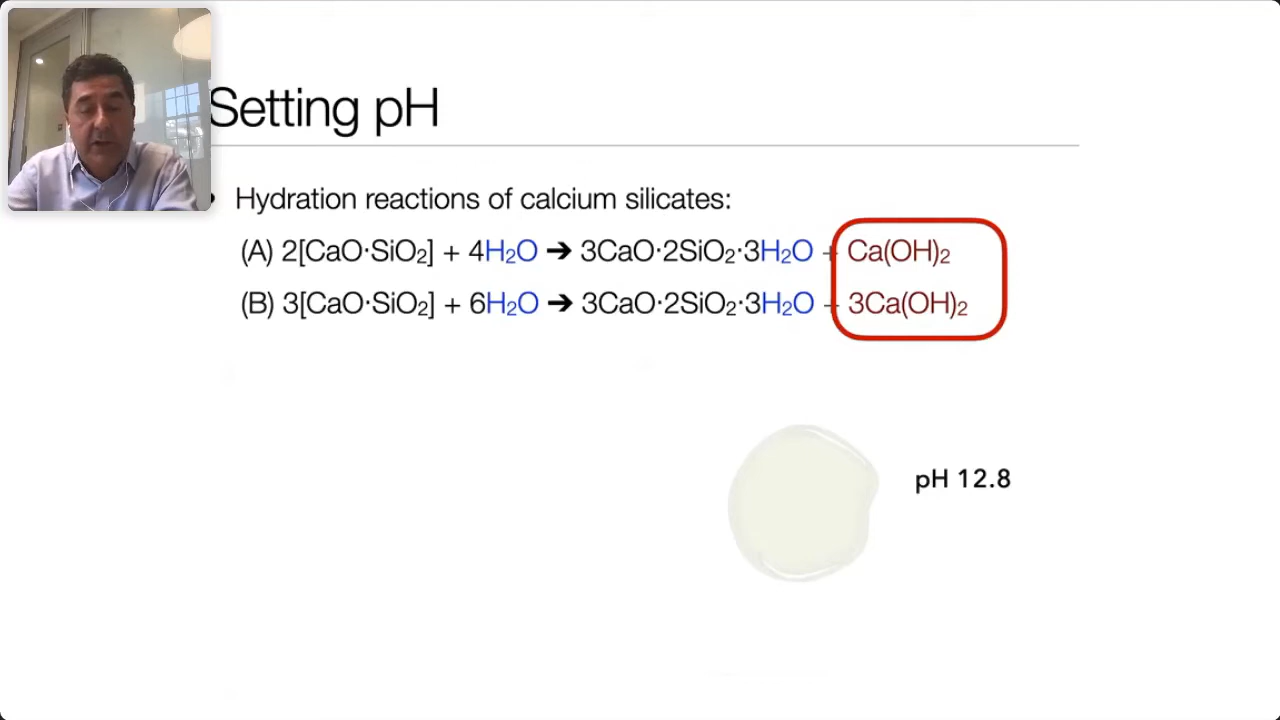 Setting pH
• Hydration reactions of calcium silicates:
(A) 2[CaO·SiO₂] + 4H₂O ➔ 3CaO·2SiO₂·3H₂O + Ca(OH)₂
(B) 3[CaO·SiO₂] + 6H₂O ➔ 3CaO·2SiO₂·3H₂O + 3Ca(OH)₂
pH 12.8